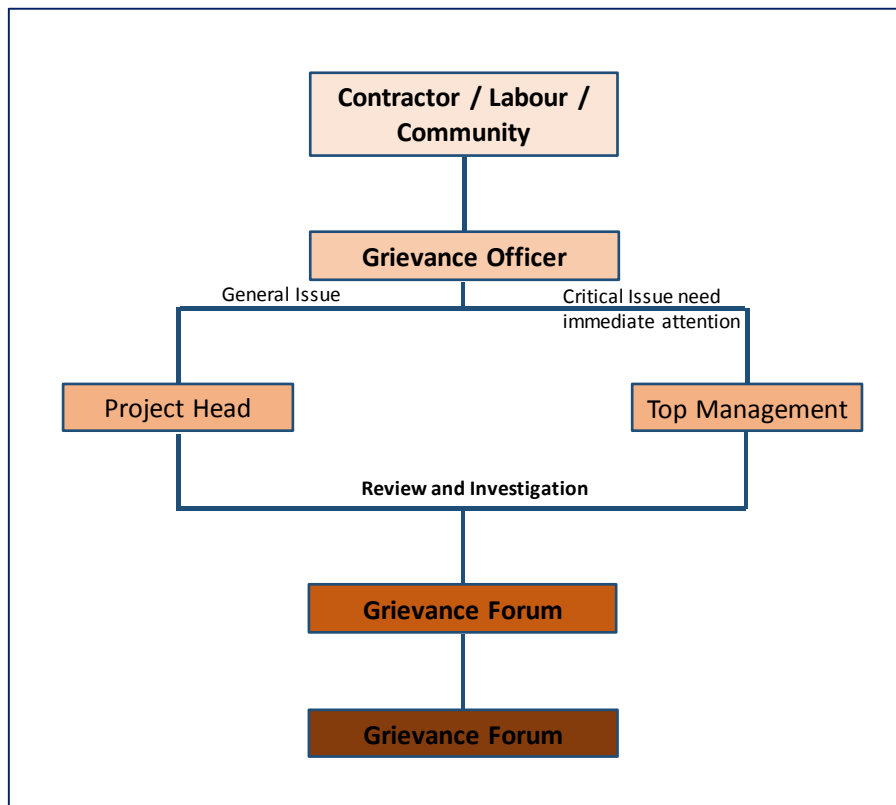 Contractor / Labour /
Community
Grievance Officer
General Issue
Critical Issue need
immediate attention
Project Head
Top Management
Review and Investigation
Grievance Forum
Grievance Forum